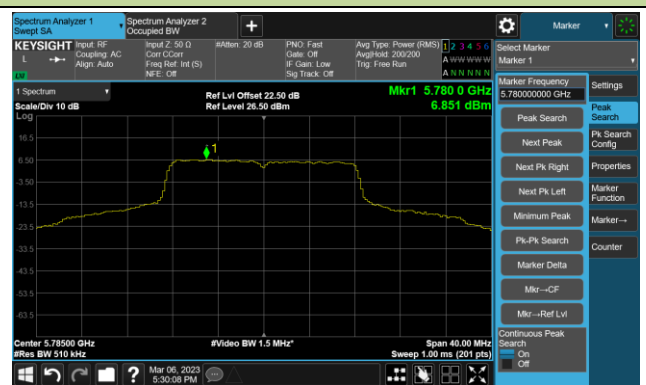 Spectrum Analyzer 1
Swept SA
Spectrum Analyzer 2
Occupied BW
+
Marker
KEYSIGHT
L
LW
Input: RF
Coupling: AC
Align: Auto
Input Z: 50 Ω
Corr CCorr
Freq Ref: Int (S)
NFE: Off
#Atten: 20 dB
PNO: Fast
Gate: Off
IF Gain: Low
Sig Track: Off
Avg Type: Power (RMS)
Avg|Hold: 200/200
Trig: Free Run
1 2 3 4 5 6
A W W W W W
A N N N N N
Select Marker
Marker 1
1 Spectrum
Scale/Div 10 dB
Log
Ref Lvl Offset 22.50 dB
Ref Level 26.50 dBm
Mkr1 5.780 0 GHz
6.851 dBm
1
16.5
6.50
-3.50
-13.5
-23.5
-33.5
-43.5
-53.5
-63.5
Center 5.78500 GHz
#Res BW 510 kHz
#Video BW 1.5 MHz*
Span 40.00 MHz
Sweep 1.00 ms (201 pts)
Marker Frequency
5.780000000 GHz
Peak Search
Next Peak
Next Pk Right
Next Pk Left
Minimum Peak
Pk-Pk Search
Marker Delta
Mkr→CF
Mkr→Ref Lvl
Continuous Peak
Search
On
Off
Settings
Peak
Search
Pk Search
Config
Properties
Marker
Function
Marker→
Counter
?
Mar 06, 2023
5:30:08 PM